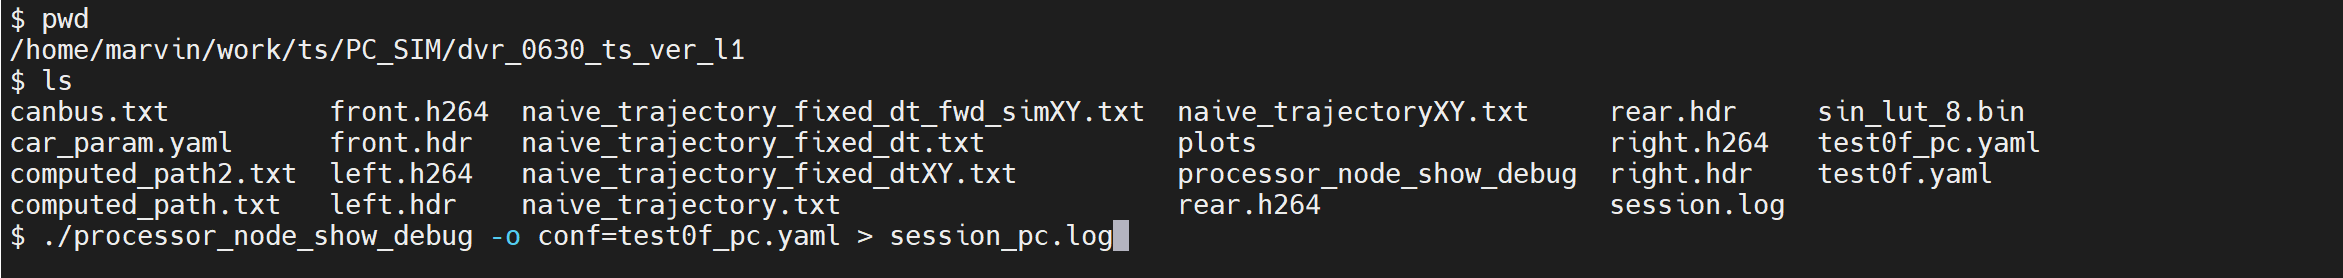 $ pwd
/home/marvin/work/ts/PC_SIM/dvr_0630_ts_ver_l1
$ ls
canbus.txt          front.h264  naive_trajectory_fixed_dt_fwd_simXY.txt  naive_trajectoryXY.txt     rear.hdr     sin_lut_8.bin
car_param.yaml      front.hdr   naive_trajectory_fixed_dt.txt            plots                      right.h264   test0f_pc.yaml
computed_path2.txt  left.h264   naive_trajectory_fixed_dtXY.txt          processor_node_show_debug  right.hdr    test0f.yaml
computed_path.txt   left.hdr    naive_trajectory.txt                     rear.h264                  session.log
$ ./processor_node_show_debug -o conf=test0f_pc.yaml > session_pc.log